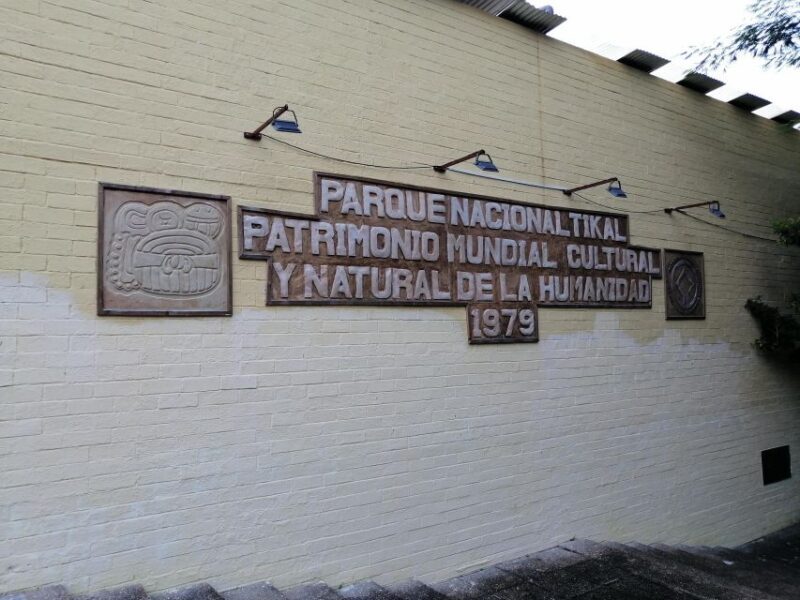 PARQUE NACIONAL TIKAL
PATRIMONIO MUNDIAL CULTURAL
Y NATURAL DE LA HUMANIDAD
1979